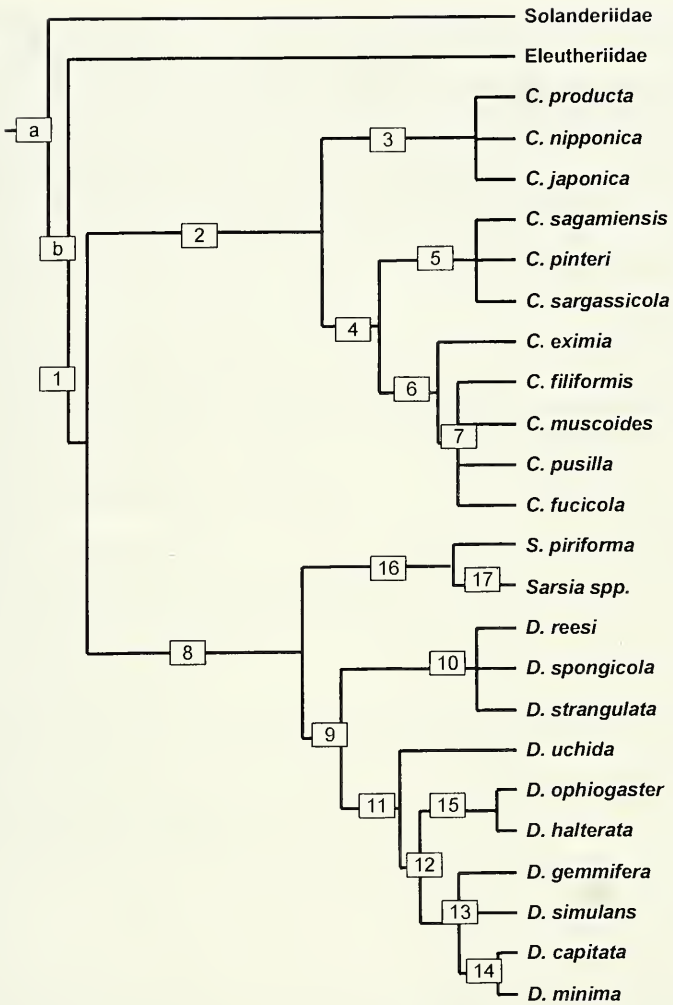 Solanderiidae
Eleutheriidae
a
C. producta
3
C. nipponica
C. japonica
C. sagamiensis
b
2
5
C. pinteri
C. sargassicola
4
C. eximia
1
6
C. filiformis
C. muscoides
7
C. pusilla
C. fucicola
S. piriforma
16
17
Sarsia spp.
D. reesi
8
10
D. spongicola
D. strangulata
9
D. uchida
D. ophiogaster
11
15
D. halterata
12
D. gemmifera
13
D. simulans
D. capitata
14
D. minima